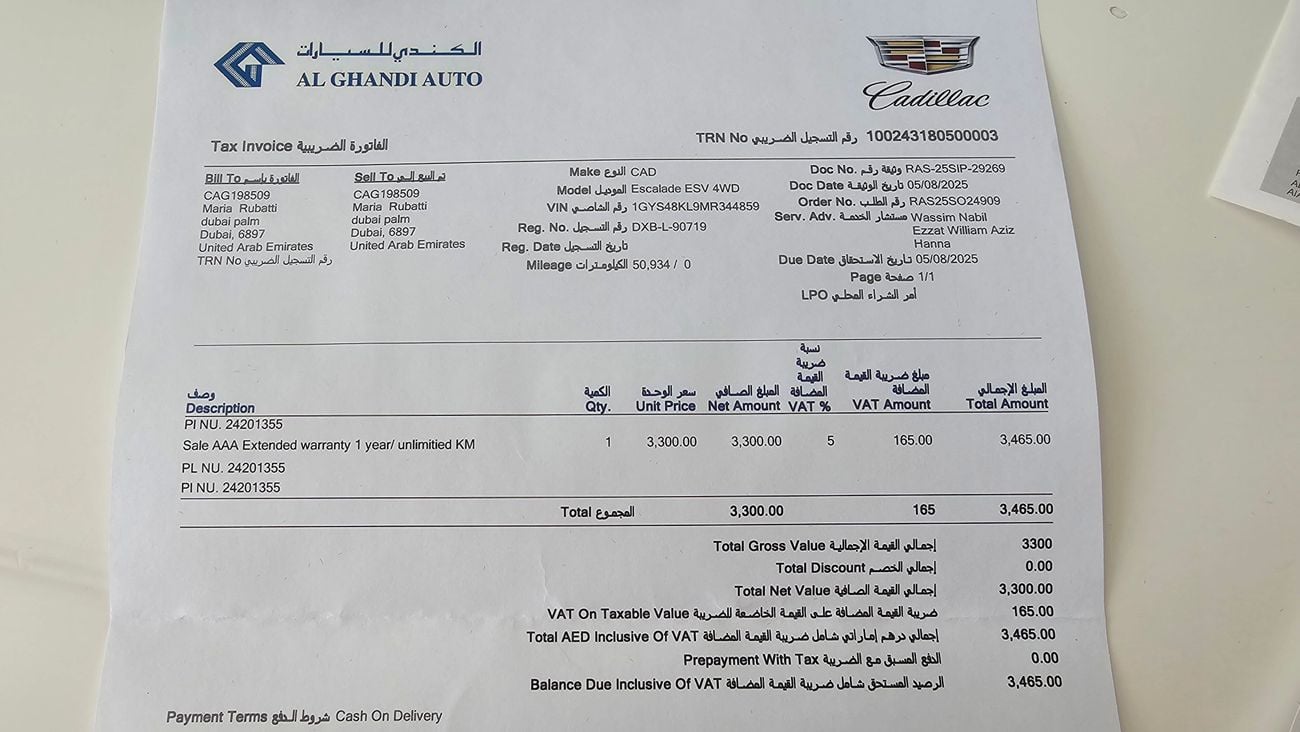 الكندي للسيارات
AL GHANDI AUTO
Cadillac
Tax Invoice الفاتورة الضريبية
TRN No رقم التسجيل الضريبي 100243180500003
Bill To الفاتورة باسم
CAG198509
Maria Rubatti
dubai palm
Dubai, 6897
United Arab Emirates
TRN No رقم التسجيل الضريبي
Sell To تم البيع إلى
CAG198509
Maria Rubatti
dubai palm
Dubai, 6897
United Arab Emirates
Make النوع CAD
Model الموديل Escalade ESV 4WD
VIN رقم الشاصي 1GYS48KL9MR344859
Reg. No. رقم التسجيل DXB-L-90719
Reg. Date تاريخ التسجيل
Mileage الكيلومترات 50,934 / 0
Doc No. وثيقة رقم RAS-25SIP-29269
Doc Date تاريخ الوثيقة 05/08/2025
Order No. رقم الطلب RAS25SO24909
Serv. Adv. مستشار الخدمة Wassim Nabil
Ezzat William Aziz
Hanna
Due Date تاريخ الاستحقاق 05/08/2025
Page صفحة 1/1
LPO أمر الشراء المحلي
وصف
Description
الكمية
Qty.
سعر الوحدة
Unit Price
المبلغ الصافي
Net Amount
نسبة
ضريبة
القيمة
المضافة
VAT %
مبلغ ضريبة القيمة
المضافة
VAT Amount
المبلغ الإجمالي
Total Amount
PI NU. 24201355
Sale AAA Extended warranty 1 year/ unlimitied KM 1 3,300.00 3,300.00 5 165.00 3,465.00
PL NU. 24201355
PI NU. 24201355
Total المجموع 3,300.00 165 3,465.00
Total Gross Value إجمالي القيمة الإجمالية 3300
Total Discount إجمالي الخصم 0.00
Total Net Value إجمالي القيمة الصافية 3,300.00
VAT On Taxable Value ضريبة القيمة المضافة على القيمة الخاضعة للضريبة 165.00
Total AED Inclusive Of VAT إجمالي درهم إماراتي شامل ضريبة القيمة المضافة 3,465.00
Prepayment With Tax الدفع المسبق مع الضريبة 0.00
Balance Due Inclusive Of VAT الرصيد المستحق شامل ضريبة القيمة المضافة 3,465.00
Payment Terms شروط الدفع Cash On Delivery